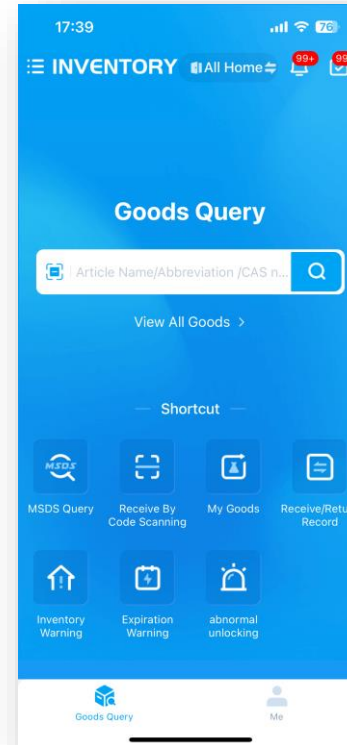 17:39
76
INVENTORY
All Home
99+
99
Goods Query
Article Name/Abbreviation /CAS n...
View All Goods >
Shortcut
MSDS
MSDS Query
Receive By
Code Scanning
My Goods
Receive/Retu
Record
Inventory
Warning
Expiration
Warning
abnormal
unlocking
Goods Query
Me